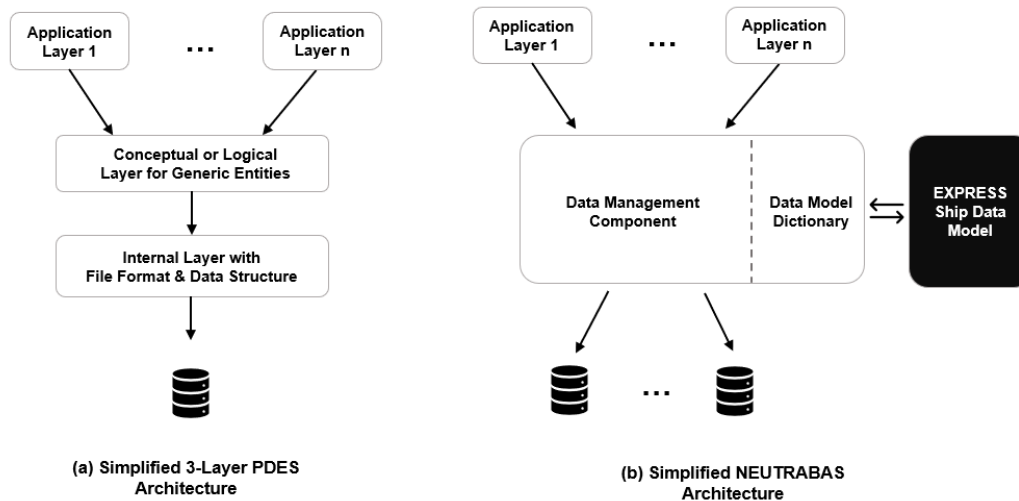 Application
Layer 1
...
Application
Layer n
Conceptual or Logical
Layer for Generic Entities
Internal Layer with
File Format & Data Structure
(a) Simplified 3-Layer PDES
Architecture
Application
Layer 1
...
Application
Layer n
Data Management
Component
Data Model
Dictionary
EXPRESS
Ship Data
Model
...
(b) Simplified NEUTRABAS
Architecture